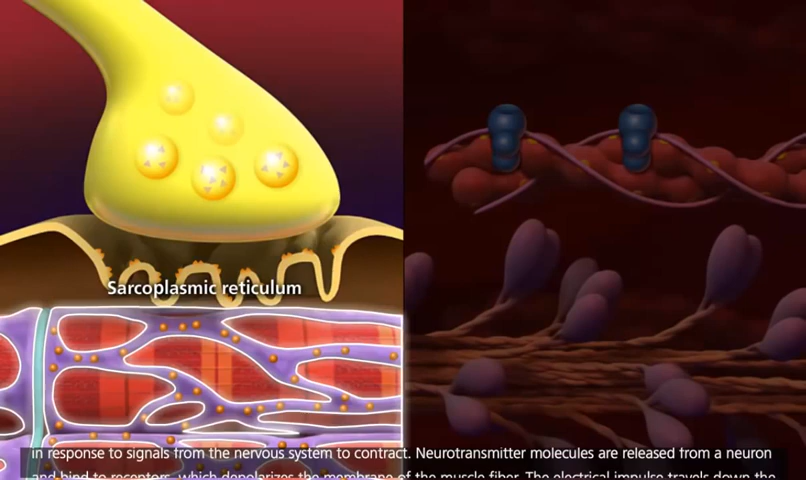 Sarcoplasmic reticulum
in response to signals from the nervous system to contract. Neurotransmitter molecules are released from a neuron
and bind to receptors, which depolarizes the membrane of the muscle fiber. The electrical impulse travels down the